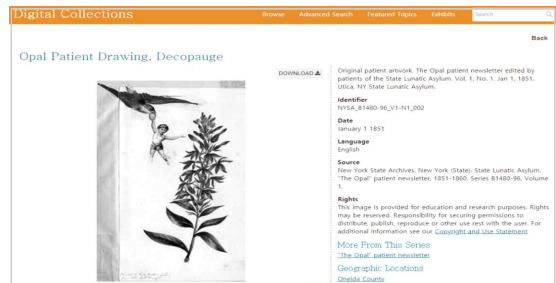 Digital Collections
Browse Advanced Search Featured Topics Exhibits Search
Back
Opal Patient Drawing, Decopauge
DOWNLOAD
Original patient artwork. The Opal patient newsletter edited by
patients of the State Lunatic Asylum. Vol. 1; No. 1. Jan 1, 1851.
Utica, NY State Lunatic Asylum.
Identifier
NYSA_B1480-96_V1-N1_002
Date
January 1 1851
Language
English
Source
New York State Archives, New York (State). State Lunatic Asylum.
"The Opal" patient newsletter, 1851-1860. Series B1480-96, Volume
1.
Rights
This image is provided for education and research purposes. Rights
may be reserved. Responsibility for securing permissions to
distribute, publish, reproduce or other use rest with the user. For
additional information see our Copyright and Use Statement
More From This Series
"The Opal" patient newsletter
Geographic Locations
Oneida County